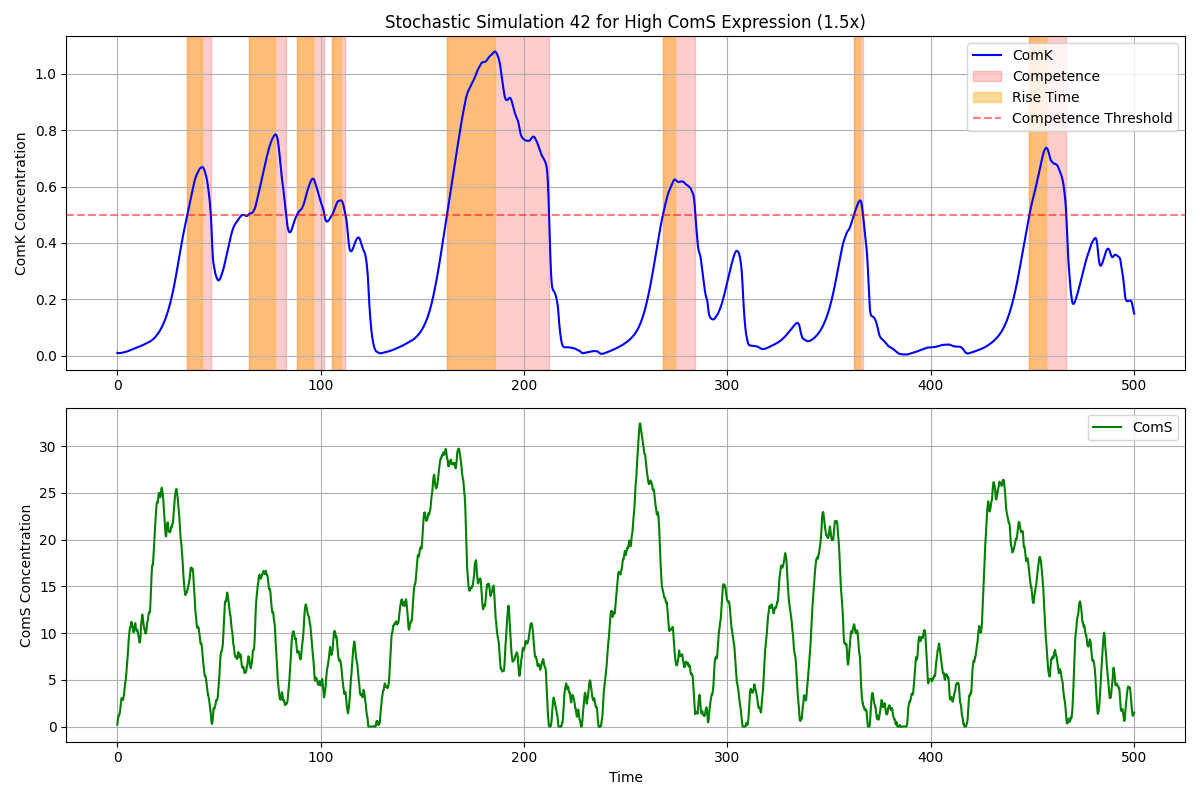 Stochastic Simulation 42 for High ComS Expression (1.5x)
ComK Concentration
1.0
0.8
0.6
0.4
0.2
0.0
ComK
Competence
Rise Time
Competence Threshold
0 100 200 300 400 500
ComS Concentration
30
25
20
15
10
5
0
ComS
0 100 200 300 400 500
Time